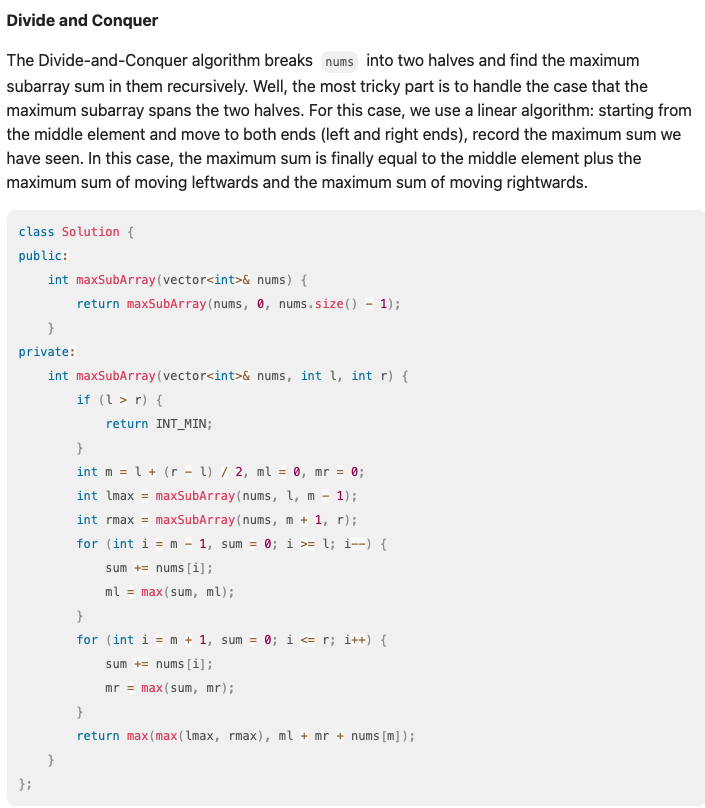 Divide and Conquer
The Divide-and-Conquer algorithm breaks nums into two halves and find the maximum
subarray sum in them recursively. Well, the most tricky part is to handle the case that the
maximum subarray spans the two halves. For this case, we use a linear algorithm: starting from
the middle element and move to both ends (left and right ends), record the maximum sum we
have seen. In this case, the maximum sum is finally equal to the middle element plus the
maximum sum of moving leftwards and the maximum sum of moving rightwards.
class Solution {
public:
    int maxSubArray(vector<int>& nums) {
        return maxSubArray(nums, 0, nums.size() - 1);
    }
private:
    int maxSubArray(vector<int>& nums, int l, int r) {
        if (l > r) {
            return INT_MIN;
        }
        int m = l + (r - l) / 2, ml = 0, mr = 0;
        int lmax = maxSubArray(nums, l, m - 1);
        int rmax = maxSubArray(nums, m + 1, r);
        for (int i = m - 1, sum = 0; i >= l; i--) {
            sum += nums[i];
            ml = max(sum, ml);
        }
        for (int i = m + 1, sum = 0; i <= r; i++) {
            sum += nums[i];
            mr = max(sum, mr);
        }
        return max(max(lmax, rmax), ml + mr + nums[m]);
    }
};